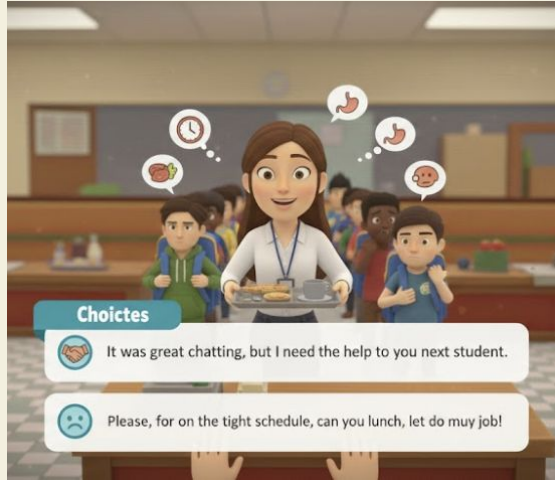 Choictes
It was great chatting, but I need the help to you next student.
Please, for on the tight schedule, can you lunch, let do muy job!